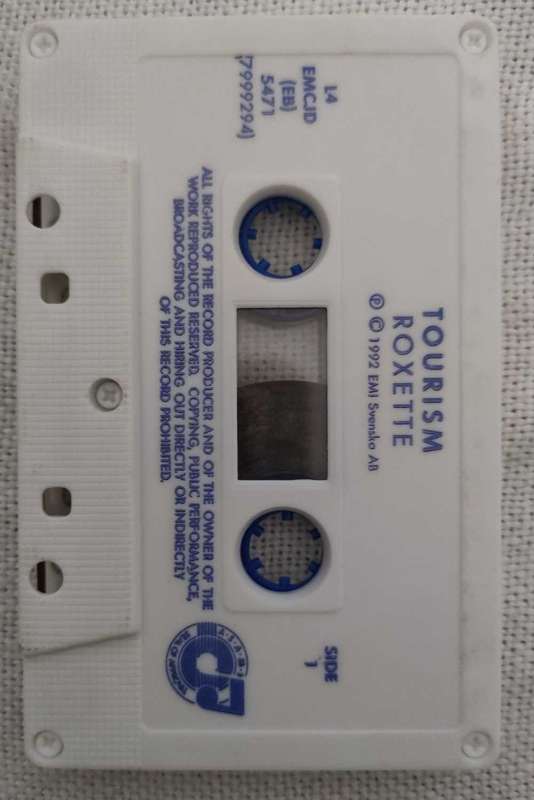 TOURISM
ROXETTE
℗ © 1992 EMI Svenska AB
L4
EMCJD
(EB)
5471
(7999294)
SIDE
1
ALL RIGHTS OF THE RECORD PRODUCER AND OF THE OWNER OF THE
WORK REPRODUCED RESERVED. COPYING, PUBLIC PERFORMANCE,
BROADCASTING AND HIRING OUT DIRECTLY OR INDIRECTLY
OF THIS RECORD PROHIBITED.